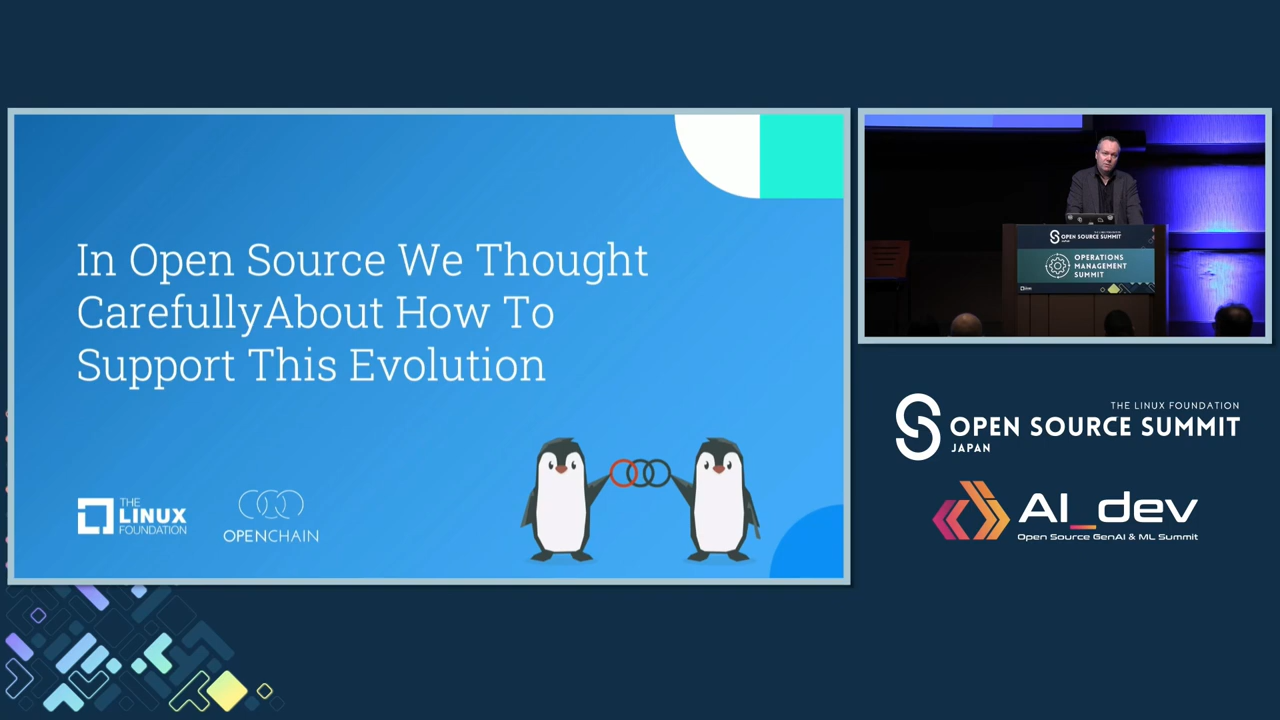 In Open Source We Thought
CarefullyAbout How To
Support This Evolution
THE
LINUX
FOUNDATION
OPENCHAIN
OPEN SOURCE SUMMIT
JAPAN
OPERATIONS
MANAGEMENT
SUMMIT
THE LINUX FOUNDATION
OPEN SOURCE SUMMIT
JAPAN
AI_dev
Open Source GenAI & ML Summit